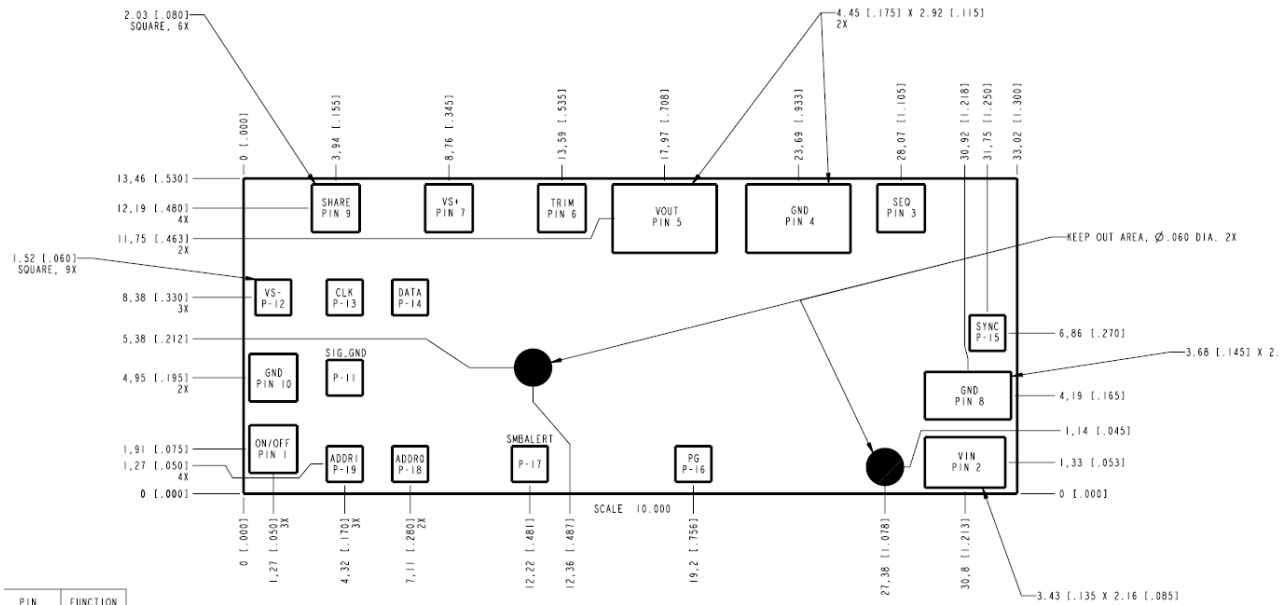 2.03 [.080]
SQUARE, 6X
4.45 [.175] X 2.92 [.115]
2X
0 [.000]
3,94 [.155]
8,76 [.345]
13,59 [.535]
17,97 [.708]
23,69 [.933]
28,07 [1.105]
30,92 [1.218]
31,75 [1.250]
33,02 [1.300]
13,46 [.530]
12,19 [.480]
4X
11,75 [.463]
2X
SHARE
PIN 9
VS+
PIN 7
TRIM
PIN 6
VOUT
PIN 5
GND
PIN 4
SEQ
PIN 3
KEEP OUT AREA, Ø.060 DIA. 2X
1.52 [.060]
SQUARE, 9X
8,38 [.330]
3X
VS-
P-12
CLK
P-13
DATA
P-14
5,38 [.212]
SYNC
P-15
6,86 [.270]
SIG_GND
P-11
4,95 [.195]
2X
GND
PIN 10
3.68 [.145] X 2.
GND
PIN 8
4,19 [.165]
1,14 [.045]
1,91 [.075]
1,27 [.050]
4X
ON/OFF
PIN 1
ADDR1
P-19
ADDR0
P-18
SMBALERT
P-17
PG
P-16
VIN
PIN 2
1,33 [.053]
0 [.000]
0 [.000]
SCALE 10.000
0 [.000]
1,27 [.050]
3X
4,32 [.170]
3X
7,11 [.280]
2X
12,22 [.481]
12,36 [.487]
19,2 [.756]
27,38 [1.078]
30,8 [1.213]
3.43 [.135 X 2.16 [.085]
PIN FUNCTION